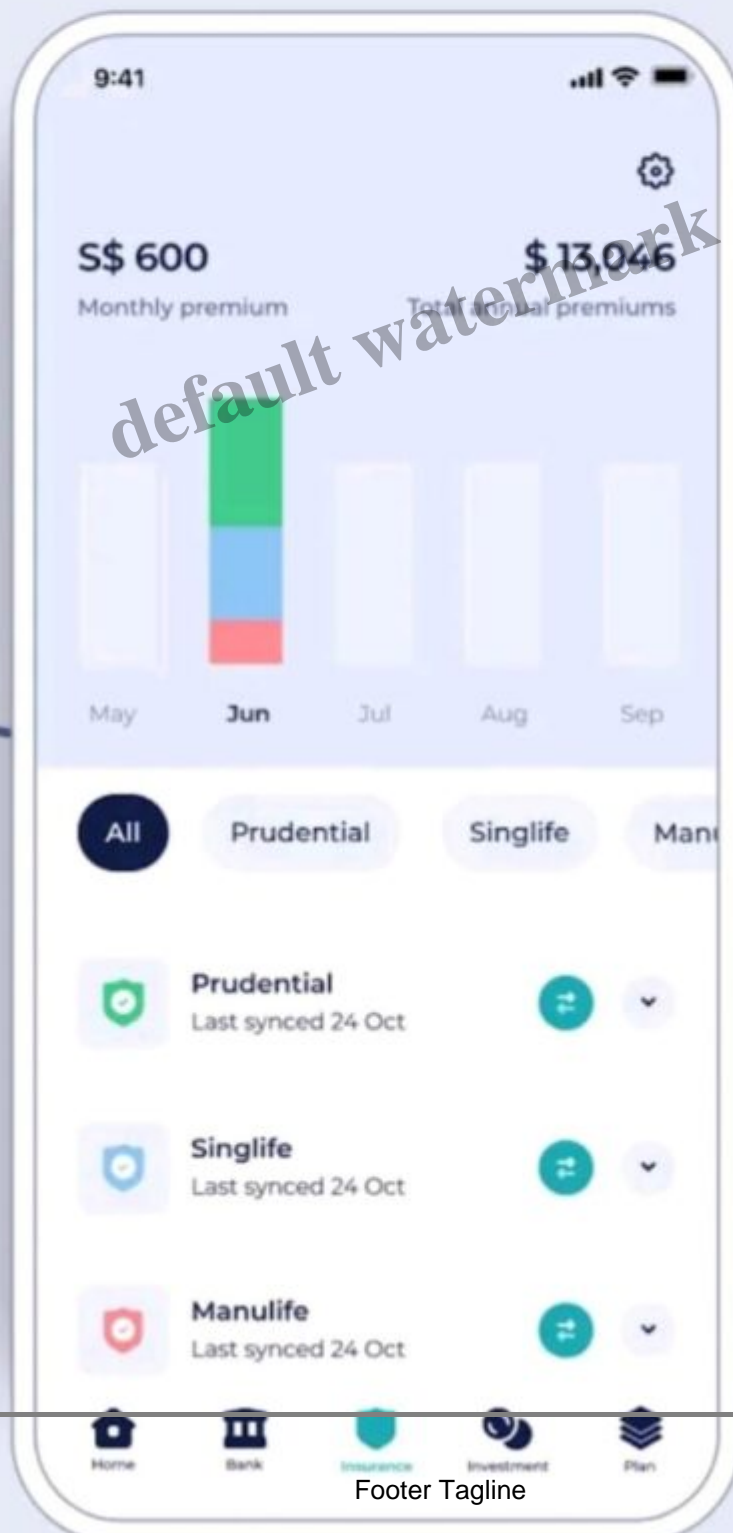 9:41
S$ 600
$ 13,046
Monthly premium
Total annual premiums
default watermark
May Jun Jul Aug Sep
All Prudential Singlife Manu
Prudential
Last synced 24 Oct
Singlife
Last synced 24 Oct
Manulife
Last synced 24 Oct
Home Bank Insurance Investment Plan
Footer Tagline